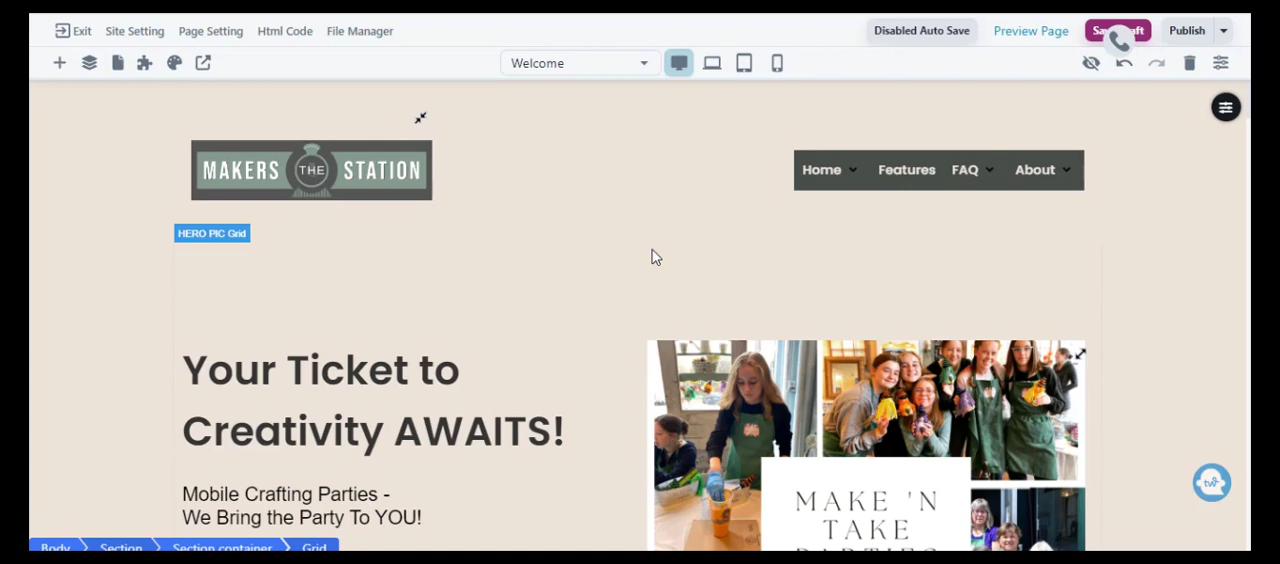 Exit Site Setting Page Setting Html Code File Manager Disabled Auto Save Preview Page Publish
Welcome
MAKERS THE STATION
Home Features FAQ About
HERO PIC Grid
Your Ticket to
Creativity AWAITS!
Mobile Crafting Parties -
We Bring the Party To YOU!
MAKE 'N
TAKE
PARTIES
tw
Body Section Section container Grid